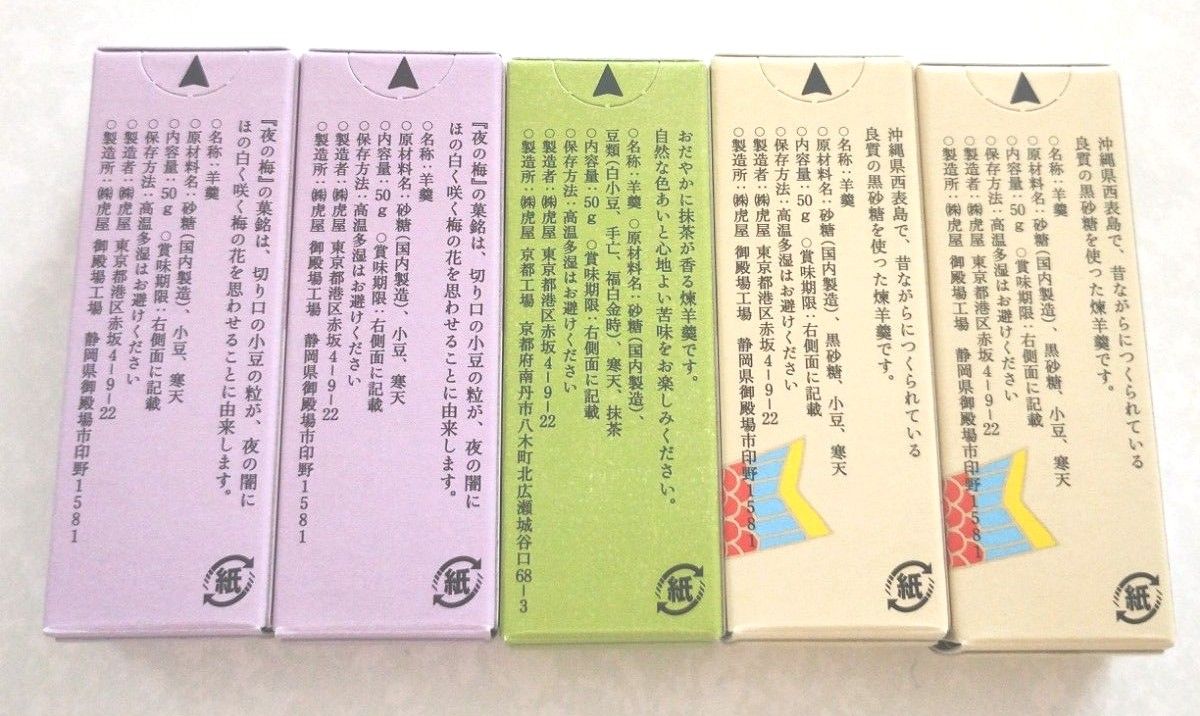 『夜の梅』の菓銘は、切り口の小豆の粒が、夜の闇に
ほの白く咲く梅の花を思わせることに由来します。
○名称：羊羹
○原材料名：砂糖（国内製造）、小豆、寒天
○内容量：50g　○賞味期限：右側面に記載
○保存方法：高温多湿はお避けください
○製造者：㈱虎屋 東京都港区赤坂4-9-22
○製造所：㈱虎屋 御殿場工場　静岡県御殿場市印野1581
紙
『夜の梅』の菓銘は、切り口の小豆の粒が、夜の闇に
ほの白く咲く梅の花を思わせることに由来します。
○名称：羊羹
○原材料名：砂糖（国内製造）、小豆、寒天
○内容量：50g　○賞味期限：右側面に記載
○保存方法：高温多湿はお避けください
○製造者：㈱虎屋 東京都港区赤坂4-9-22
○製造所：㈱虎屋 御殿場工場　静岡県御殿場市印野1581
紙
おだやかに抹茶が香る煉羊羹です。
自然な色あいと心地よい苦味をお楽しみください。
○名称：羊羹　○原材料名：砂糖（国内製造）、
豆類（白小豆、手亡、福白金時）、寒天、抹茶
○内容量：50g　○賞味期限：右側面に記載
○保存方法：高温多湿はお避けください
○製造者：㈱虎屋 東京都港区赤坂4-9-22
○製造所：㈱虎屋 京都工場　京都府南丹市八木町北広瀬城谷口68-3
紙
沖縄県西表島で、昔ながらにつくられている
良質の黒砂糖を使った煉羊羹です。
○名称：羊羹
○原材料名：砂糖（国内製造）、黒砂糖、小豆、寒天
○内容量：50g　○賞味期限：右側面に記載
○保存方法：高温多湿はお避けください
○製造者：㈱虎屋 東京都港区赤坂4-9-22
○製造所：㈱虎屋 御殿場工場　静岡県御殿場市印野1581
紙
沖縄県西表島で、昔ながらにつくられている
良質の黒砂糖を使った煉羊羹です。
○名称：羊羹
○原材料名：砂糖（国内製造）、黒砂糖、小豆、寒天
○内容量：50g　○賞味期限：右側面に記載
○保存方法：高温多湿はお避けください
○製造者：㈱虎屋 東京都港区赤坂4-9-22
○製造所：㈱虎屋 御殿場工場　静岡県御殿場市印野1581
紙